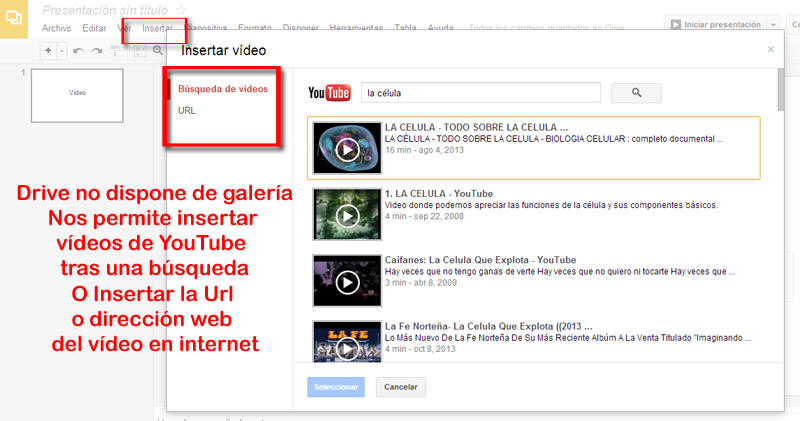 Presentación sin título
Archivo Editar Ver Insertar Diapositiva Formato Disponer Herramientas Tabla Ayuda Todos los cambios guardados en Drive
Iniciar presentación
Insertar vídeo
Búsqueda de vídeos
URL
YouTube
la célula
1
Vídeo
LA CELULA - TODO SOBRE LA CELULA ...
LA CÉLULA - TODO SOBRE LA CELULA - BIOLOGIA CELULAR : completo documental ...
16 min - ago 4, 2013
1. LA CELULA - YouTube
Video donde podemos apreciar las funciones de la célula y sus componentes básicos.
4 min - sep 22, 2008
Caifanes: La Celula Que Explota - YouTube
Hay veces que no tengo ganas de verte Hay veces que no quiero ni tocarte Hay veces que ...
3 min - abr 8, 2009
LA FE
La Fe Norteña- La Celula Que Explota ((2013 ...
Lo Más Nuevo De La Fe Norteña De Su Más Reciente Albúm A La Venta Titulado "Imaginando ...
4 min - oct 8, 2013
Seleccionar
Cancelar
Drive no dispone de galería
Nos permite insertar
vídeos de YouTube
tras una búsqueda
O Insertar la Url
o dirección web
del vídeo en internet